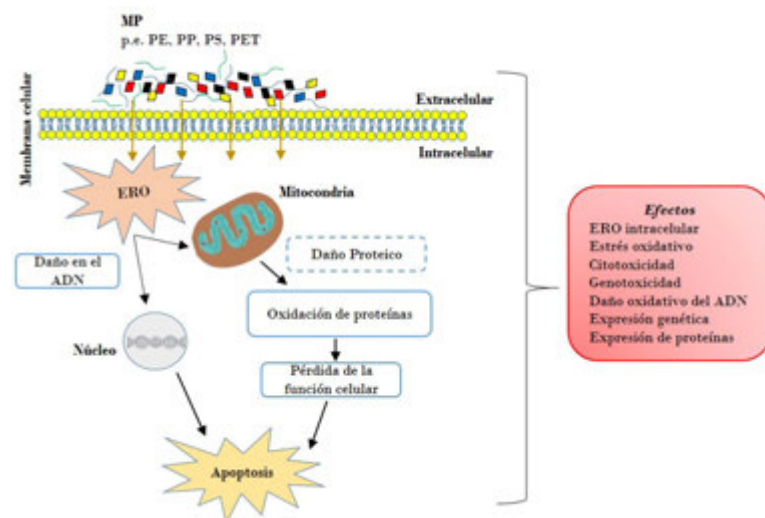 MP
p.e. PE, PP, PS, PET
Membrana celular
Extracelular
Intracelular
ERO
Mitocondria
Daño en el
ADN
Daño Proteico
Oxidación de proteínas
Núcleo
Pérdida de la
función celular
Apoptosis
Efectos
ERO intracelular
Estrés oxidativo
Citotoxicidad
Genotoxicidad
Daño oxidativo del ADN
Expresión genética
Expresión de proteínas